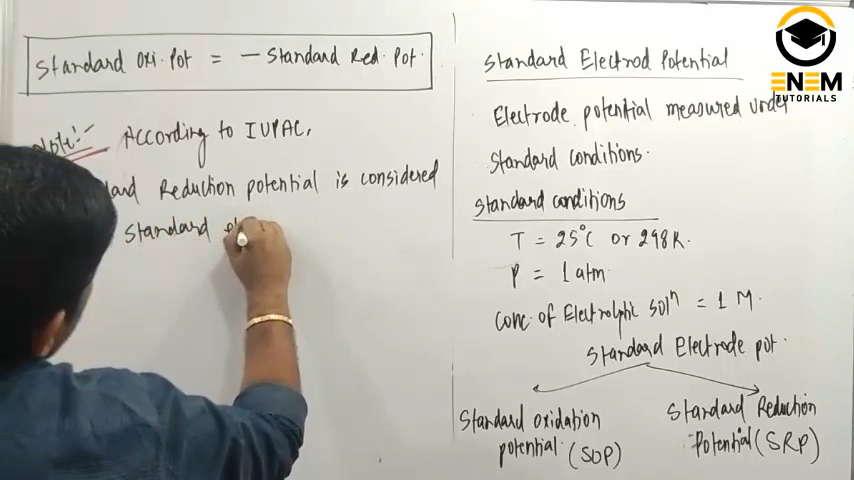 Standard Oxi. Pot = - Standard Red. Pot.
Note:-
According to IUPAC,
Reduction potential is considered
Standard
Standard Electrod Potential
Electrode potential measured under
Standard conditions.
Standard conditions
T = 25°C or 298K.
P = 1 atm
Conc. of Electrolytic Solⁿ = 1 M.
Standard Electrode pot.
Standard Oxidation
potential. (SOP)
Standard Reduction
Potential (SRP)
ENEM
TUTORIALS